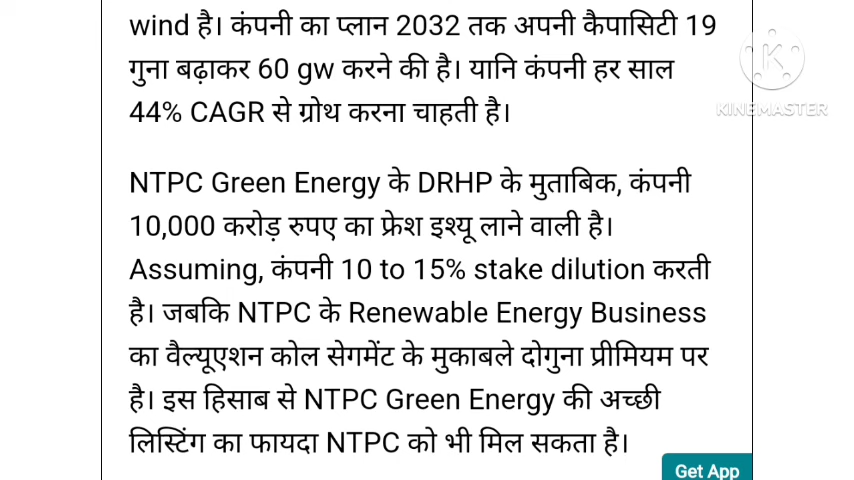 wind है। कंपनी का प्लान 2032 तक अपनी कैपासिटी 19
गुना बढ़ाकर 60 gw करने की है। यानि कंपनी हर साल
44% CAGR से ग्रोथ करना चाहती है।
NTPC Green Energy के DRHP के मुताबिक, कंपनी
10,000 करोड़ रुपए का फ्रेश इश्यू लाने वाली है।
Assuming, कंपनी 10 to 15% stake dilution करती
है। जबकि NTPC के Renewable Energy Business
का वैल्यूएशन कोल सेगमेंट के मुकाबले दोगुना प्रीमियम पर
है। इस हिसाब से NTPC Green Energy की अच्छी
लिस्टिंग का फायदा NTPC को भी मिल सकता है।
Get App
K
KINEMASTER